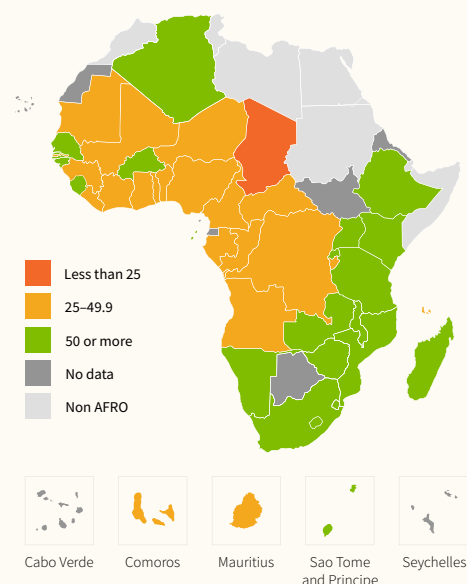 Less than 25
25–49.9
50 or more
No data
Non AFRO
Cabo Verde
Comoros
Mauritius
Sao Tome
and Principe
Seychelles